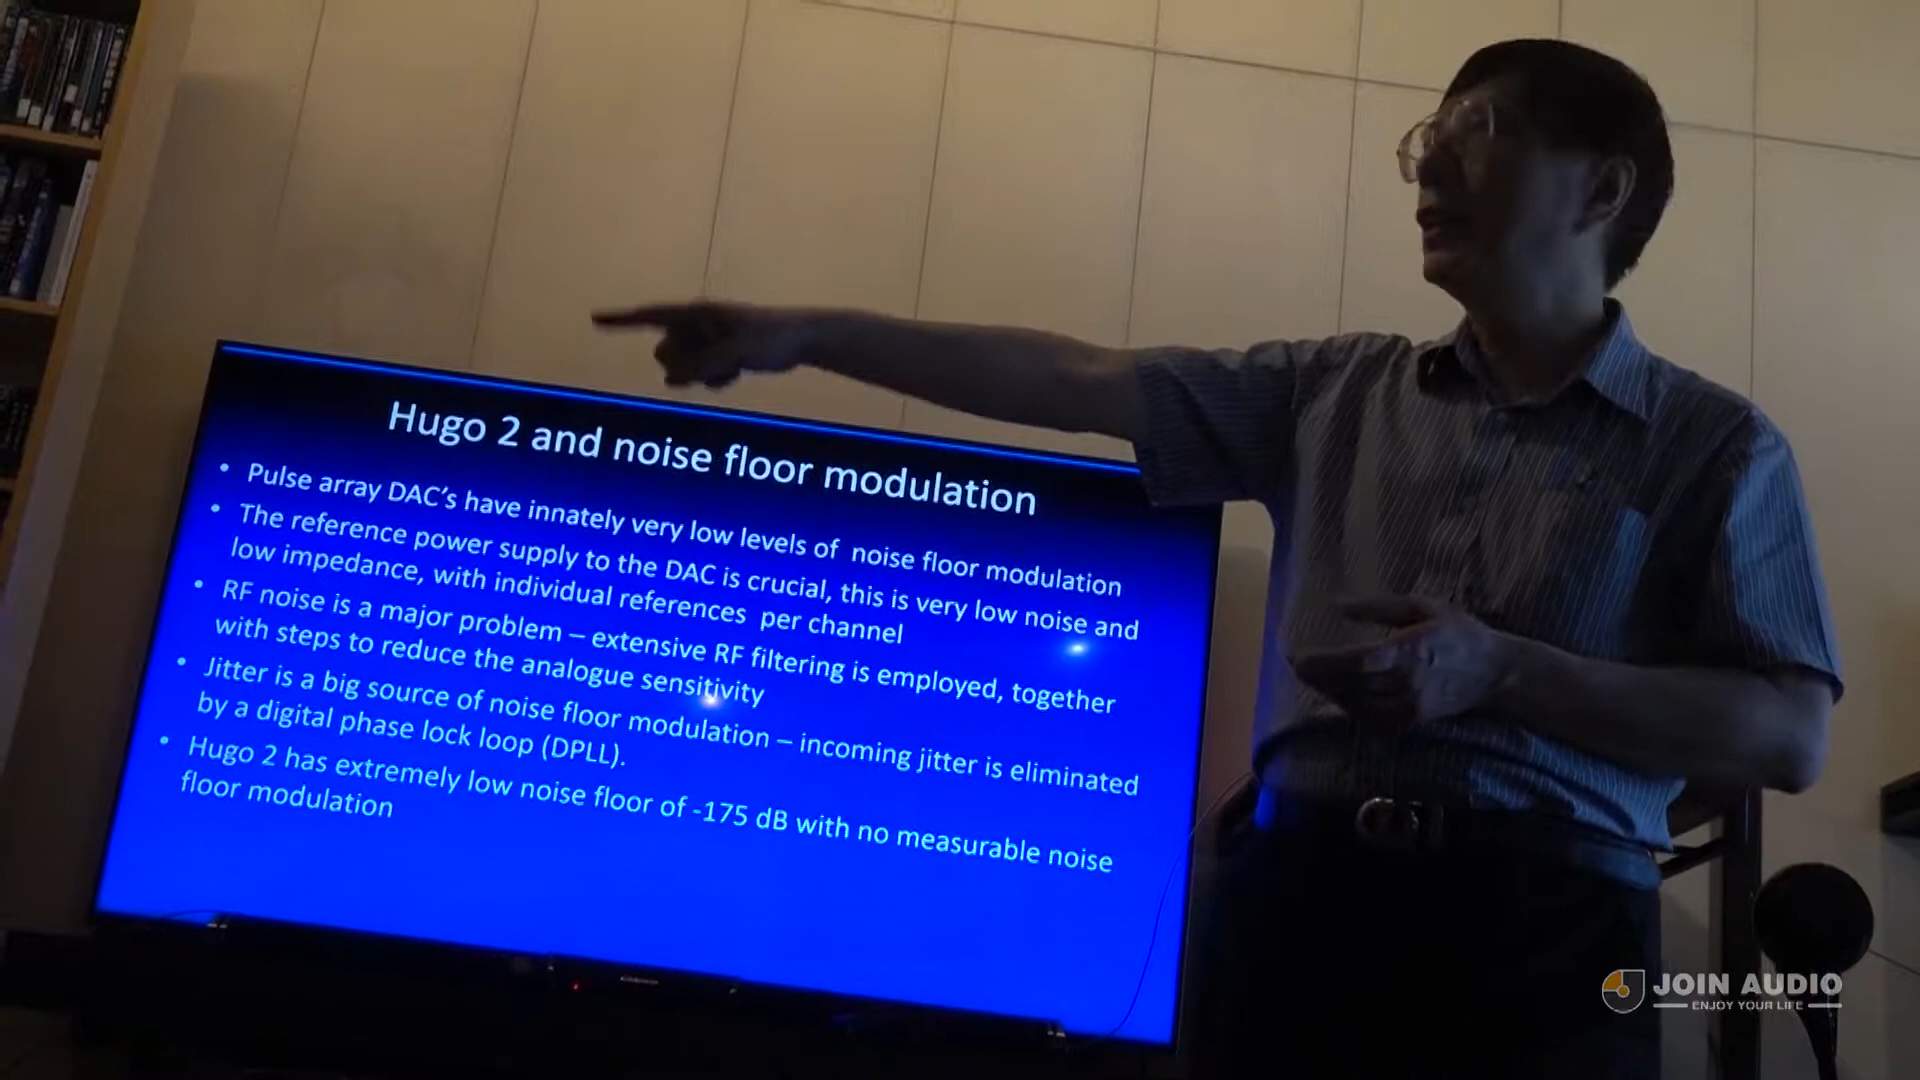 Hugo 2 and noise floor modulation
• Pulse array DAC's have innately very low levels of noise floor modulation
• The reference power supply to the DAC is crucial, this is very low noise and
low impedance, with individual references per channel
• RF noise is a major problem – extensive RF filtering is employed, together
with steps to reduce the analogue sensitivity
• Jitter is a big source of noise floor modulation – incoming jitter is eliminated
by a digital phase lock loop (DPLL).
• Hugo 2 has extremely low noise floor of -175 dB with no measurable noise
floor modulation
JOIN AUDIO
ENJOY YOUR LIFE